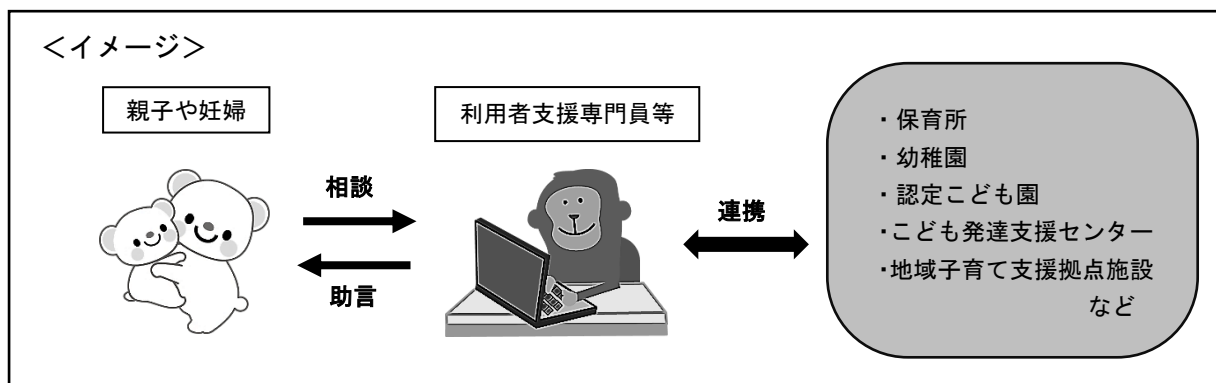 ＜イメージ＞
親子や妊婦
利用者支援専門員等
相談
助言
連携
・保育所
・幼稚園
・認定こども園
・こども発達支援センター
・地域子育て支援拠点施設
など